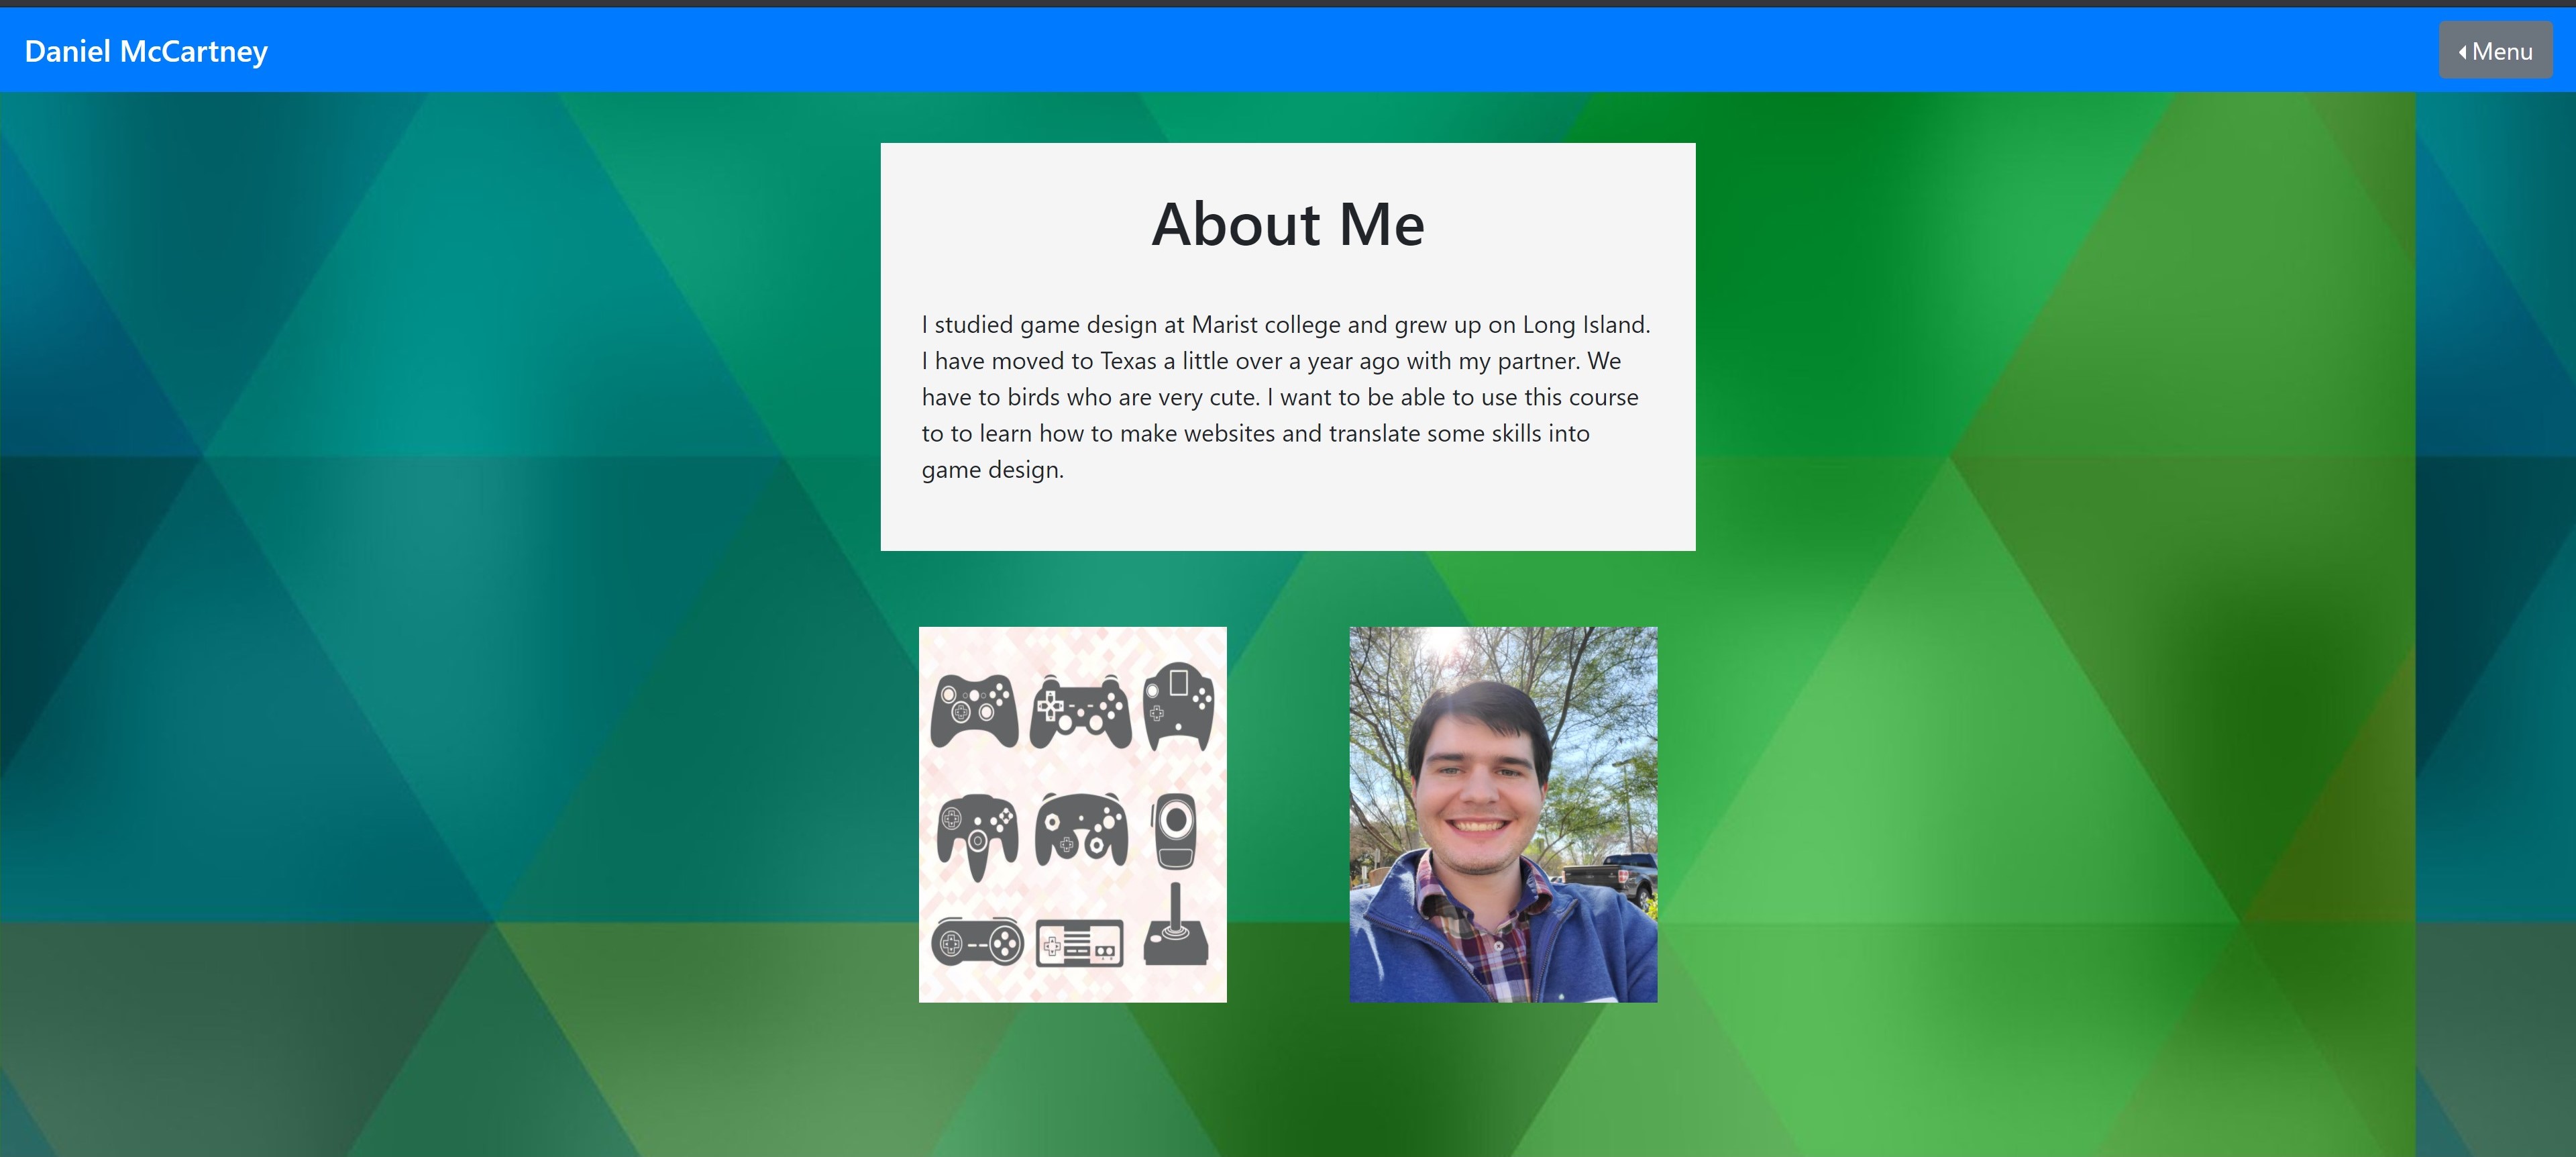 Daniel McCartney
Menu
About Me
I studied game design at Marist college and grew up on Long Island.
I have moved to Texas a little over a year ago with my partner. We
have to birds who are very cute. I want to be able to use this course
to to learn how to make websites and translate some skills into
game design.